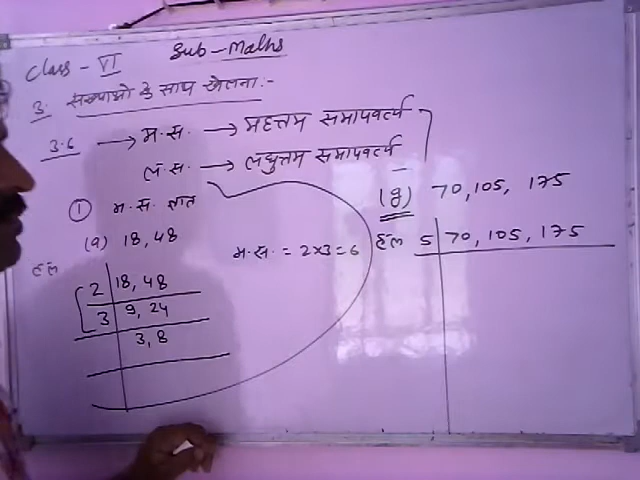 Class - VI Sub - Maths
3. संख्याओं के साथ खेलना :-
3.6 → म.स. → महत्तम समापवर्त्य
ल.स. → लघुत्तम समापवर्त्य
① म.स. ज्ञात
(a) 18, 48
हल
2 | 18, 48
3 | 9, 24
3, 8
म.स. = 2×3 = 6
(g) 70, 105, 175
हल 5 | 70, 105, 175